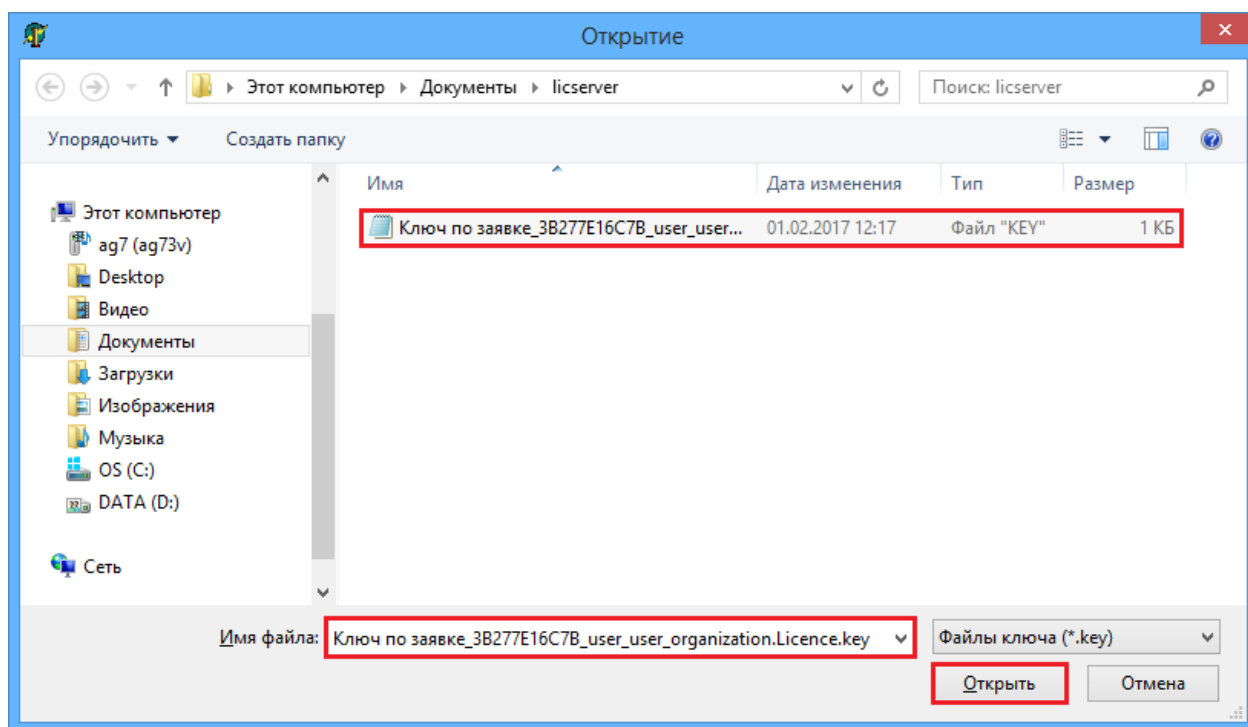 Открытие
Этот компьютер Документы licserver Поиск: licserver
Упорядочить Создать папку
Имя Дата изменения Тип Размер
Ключ по заявке_3B277E16C7B_user_user... 01.02.2017 12:17 Файл "KEY" 1 КБ
Этот компьютер
ag7 (ag73v)
Desktop
Видео
Документы
Загрузки
Изображения
Музыка
OS (C:)
DATA (D:)
Сеть
Имя файла: Ключ по заявке_3B277E16C7B_user_user_organization.Licence.key Файлы ключа (*.key)
Открыть Отмена